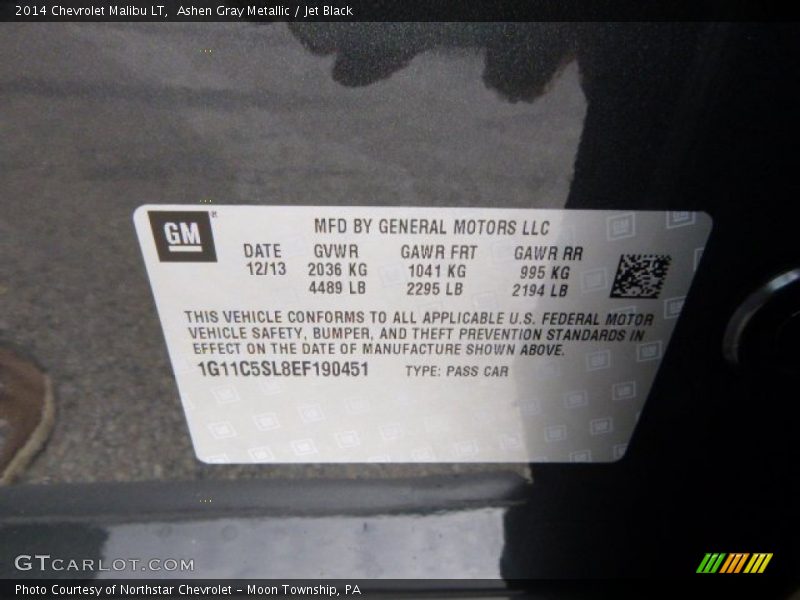 2014 Chevrolet Malibu LT, Ashen Gray Metallic / Jet Black
GM
MFD BY GENERAL MOTORS LLC
DATE GVWR GAWR FRT GAWR RR
12/13 2036 KG 1041 KG 995 KG
4489 LB 2295 LB 2194 LB
THIS VEHICLE CONFORMS TO ALL APPLICABLE U.S. FEDERAL MOTOR
VEHICLE SAFETY, BUMPER, AND THEFT PREVENTION STANDARDS IN
EFFECT ON THE DATE OF MANUFACTURE SHOWN ABOVE.
1G11C5SL8EF190451 TYPE: PASS CAR
GTCARLOT.COM
Photo Courtesy of Northstar Chevrolet - Moon Township, PA